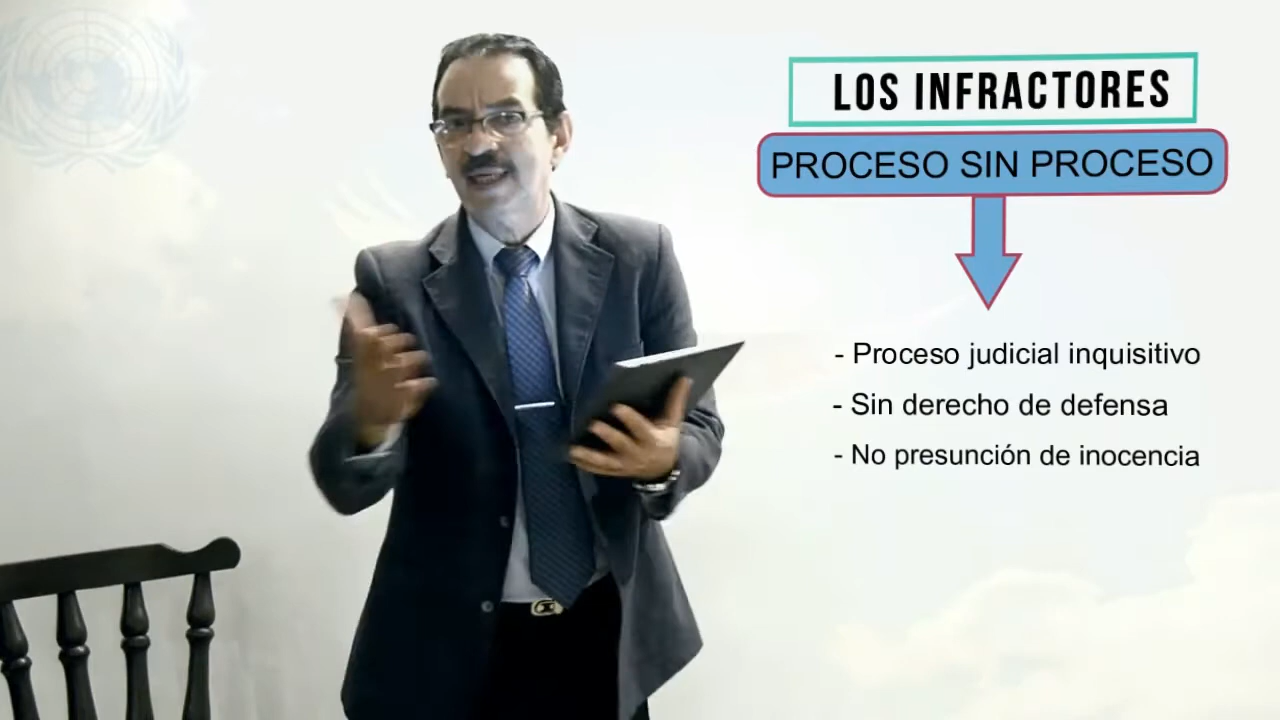 LOS INFRACTORES
PROCESO SIN PROCESO
- Proceso judicial inquisitivo
- Sin derecho de defensa
- No presunción de inocencia